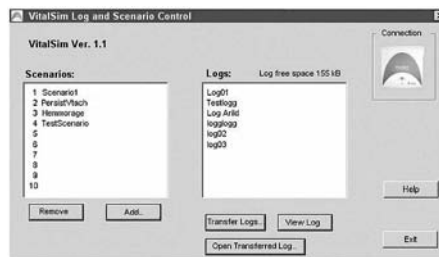 VitalSim Log and Scenario Control
VitalSim Ver. 1.1
Connection
Scenarios:
Logs:
Log free space 155 kB
1 Scenario1
2 PersistVtach
3 Hemmorage
4 TestScenario
5
6
7
8
9
10
Log01
Testlogg
Log Arild
logglogg
log02
log03
Remove
Add..
Transfer Logs..
View Log
Open Transferred Log..
Help
Exit